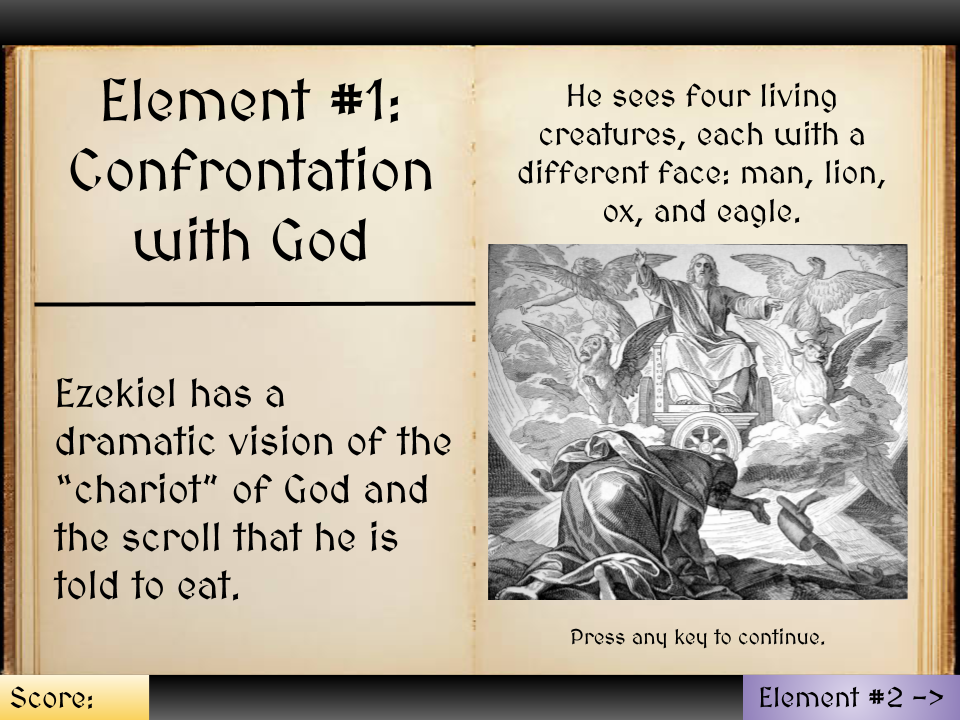 Element #1:
Confrontation
with God
Ezekiel has a
dramatic vision of the
“chariot” of God and
the scroll that he is
told to eat.
He sees four living
creatures, each with a
different face: man, lion,
ox, and eagle.
Press any key to continue.
Score:
Element #2 –>